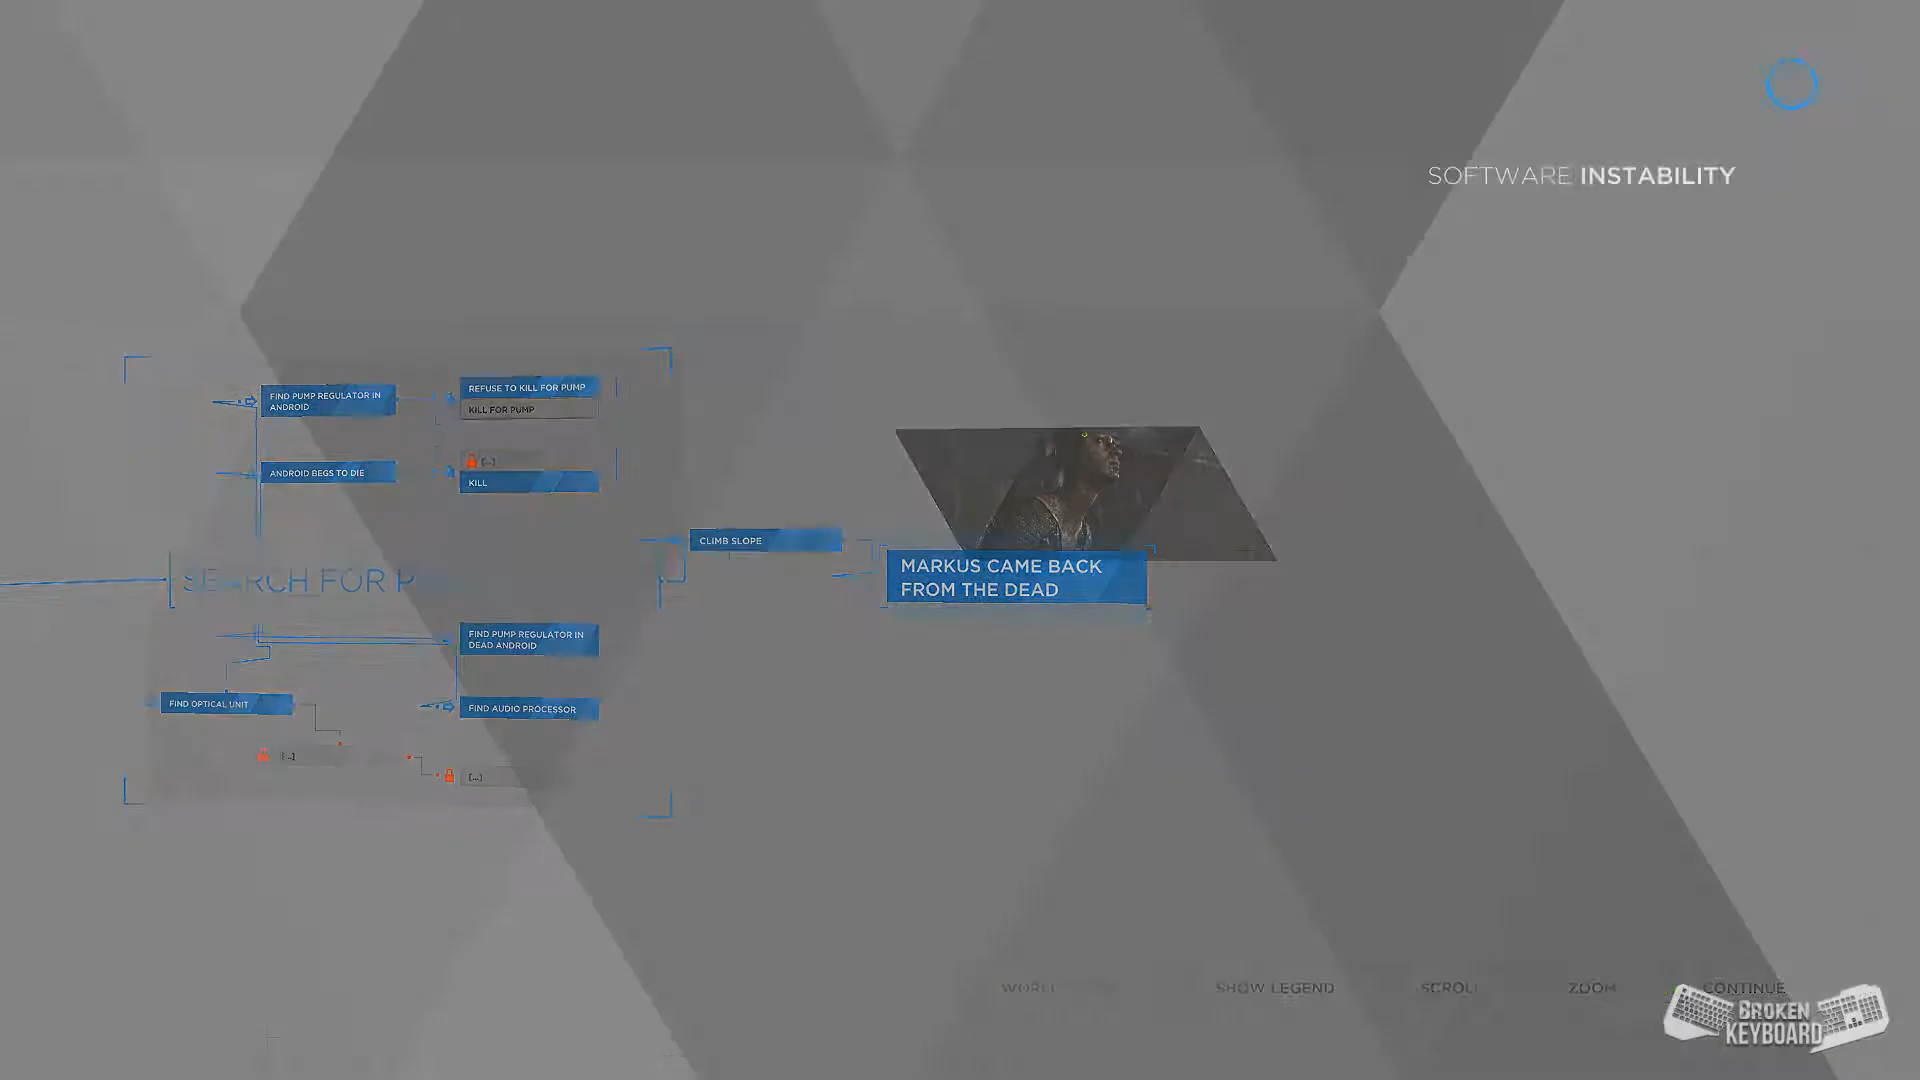 SOFTWARE INSTABILITY
FIND PUMP REGULATOR IN
ANDROID
REFUSE TO KILL FOR PUMP
KILL FOR PUMP
ANDROID BEGS TO DIE
[...]
KILL
CLIMB SLOPE
MARKUS CAME BACK
FROM THE DEAD
SEARCH FOR P
FIND PUMP REGULATOR IN
DEAD ANDROID
FIND OPTICAL UNIT
FIND AUDIO PROCESSOR
[...]
[...]
SHOW LEGEND
SCROLL
ZOOM
CONTINUE
BROKEN
KEYBOARD